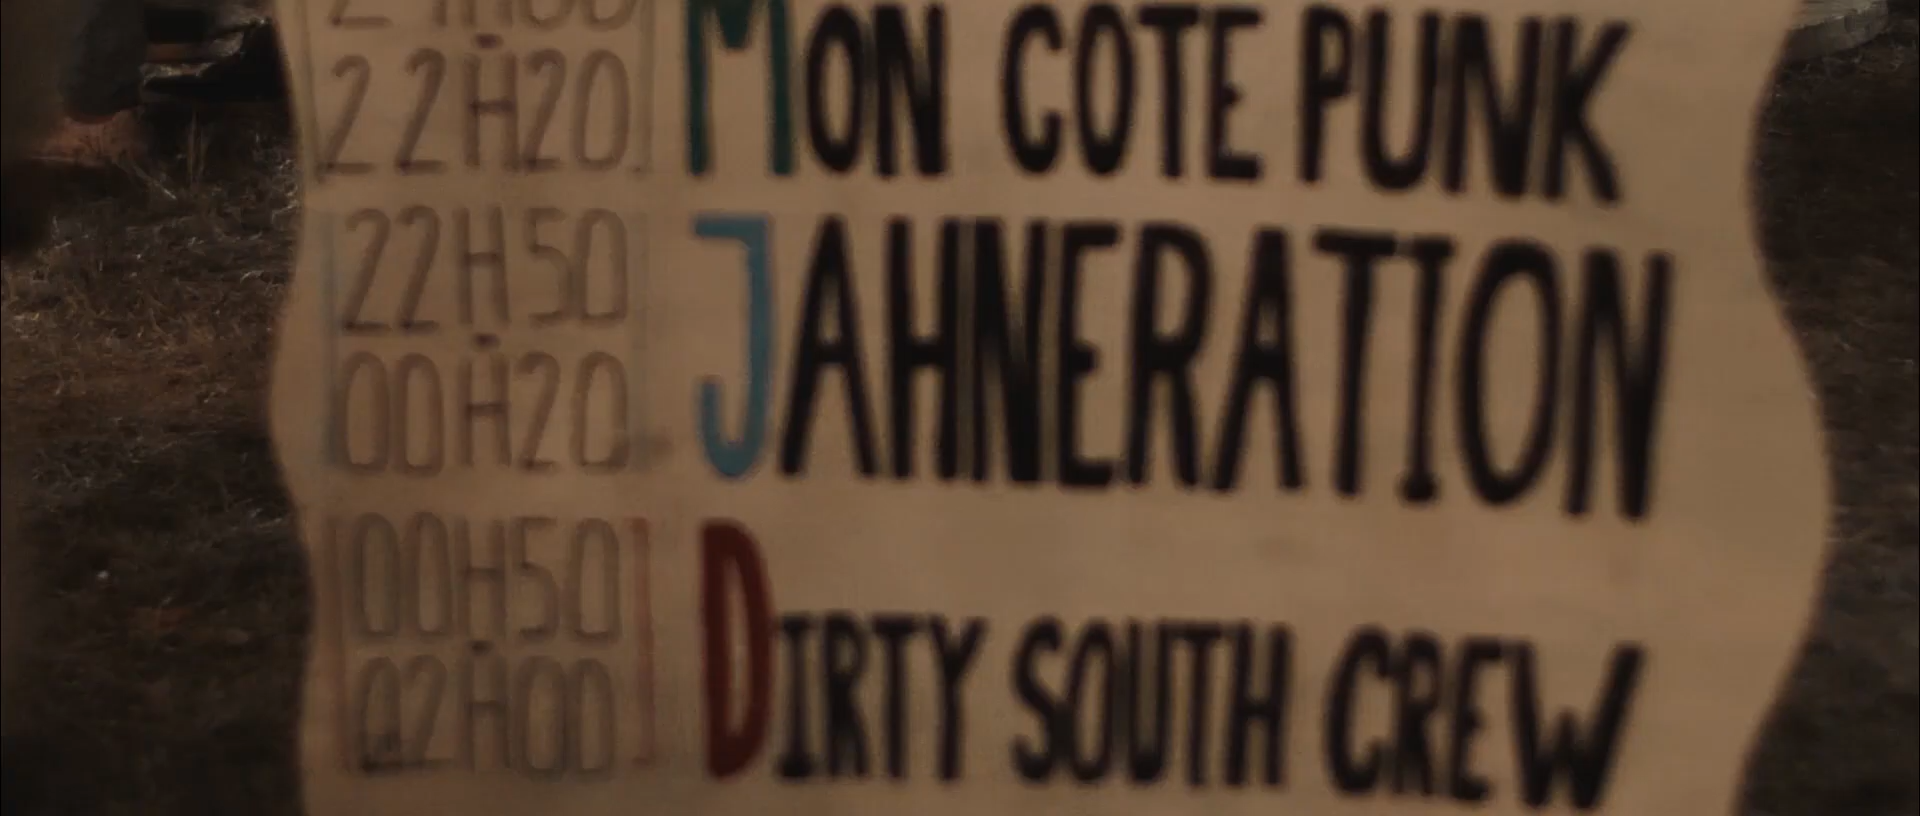 22H20 MON COTE PUNK
22H50
00H20 JAHNERATION
00H50
02H00 DIRTY SOUTH CREW